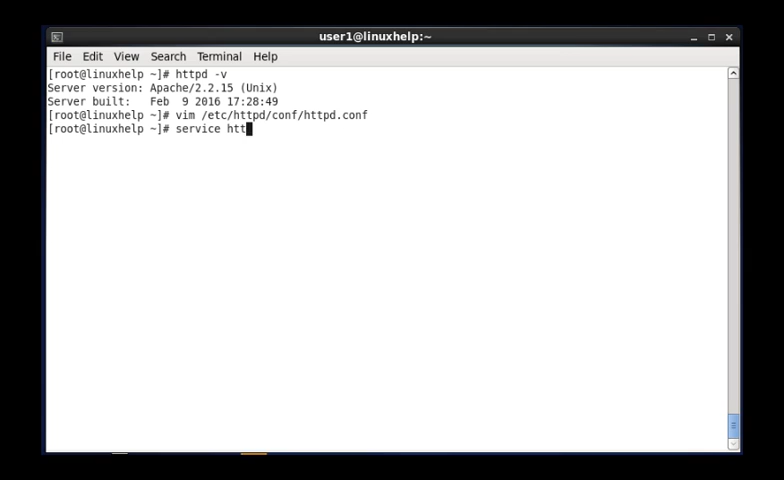 user1@linuxhelp:~
File Edit View Search Terminal Help
[root@linuxhelp ~]# httpd -v
Server version: Apache/2.2.15 (Unix)
Server built:   Feb  9 2016 17:28:49
[root@linuxhelp ~]# vim /etc/httpd/conf/httpd.conf
[root@linuxhelp ~]# service htt